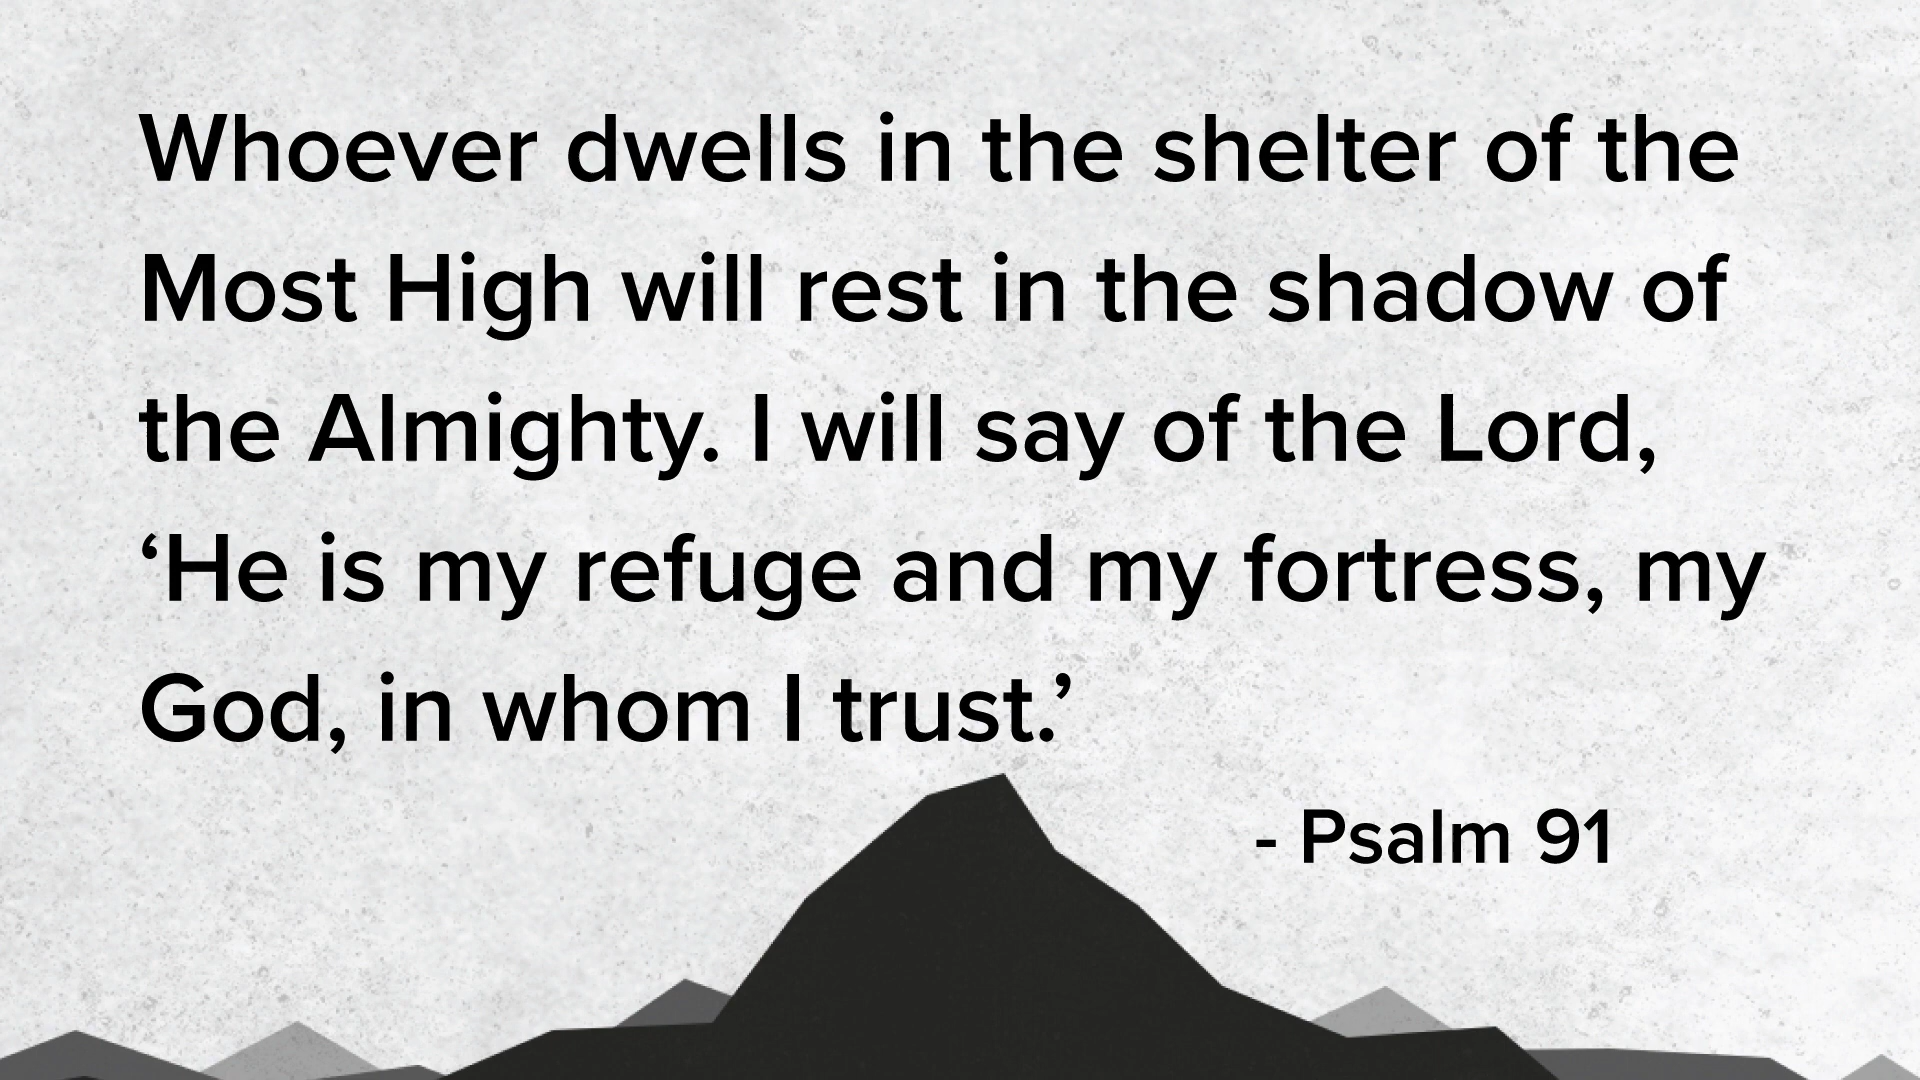 Whoever dwells in the shelter of the
Most High will rest in the shadow of
the Almighty. I will say of the Lord,
‘He is my refuge and my fortress, my
God, in whom I trust.’
- Psalm 91